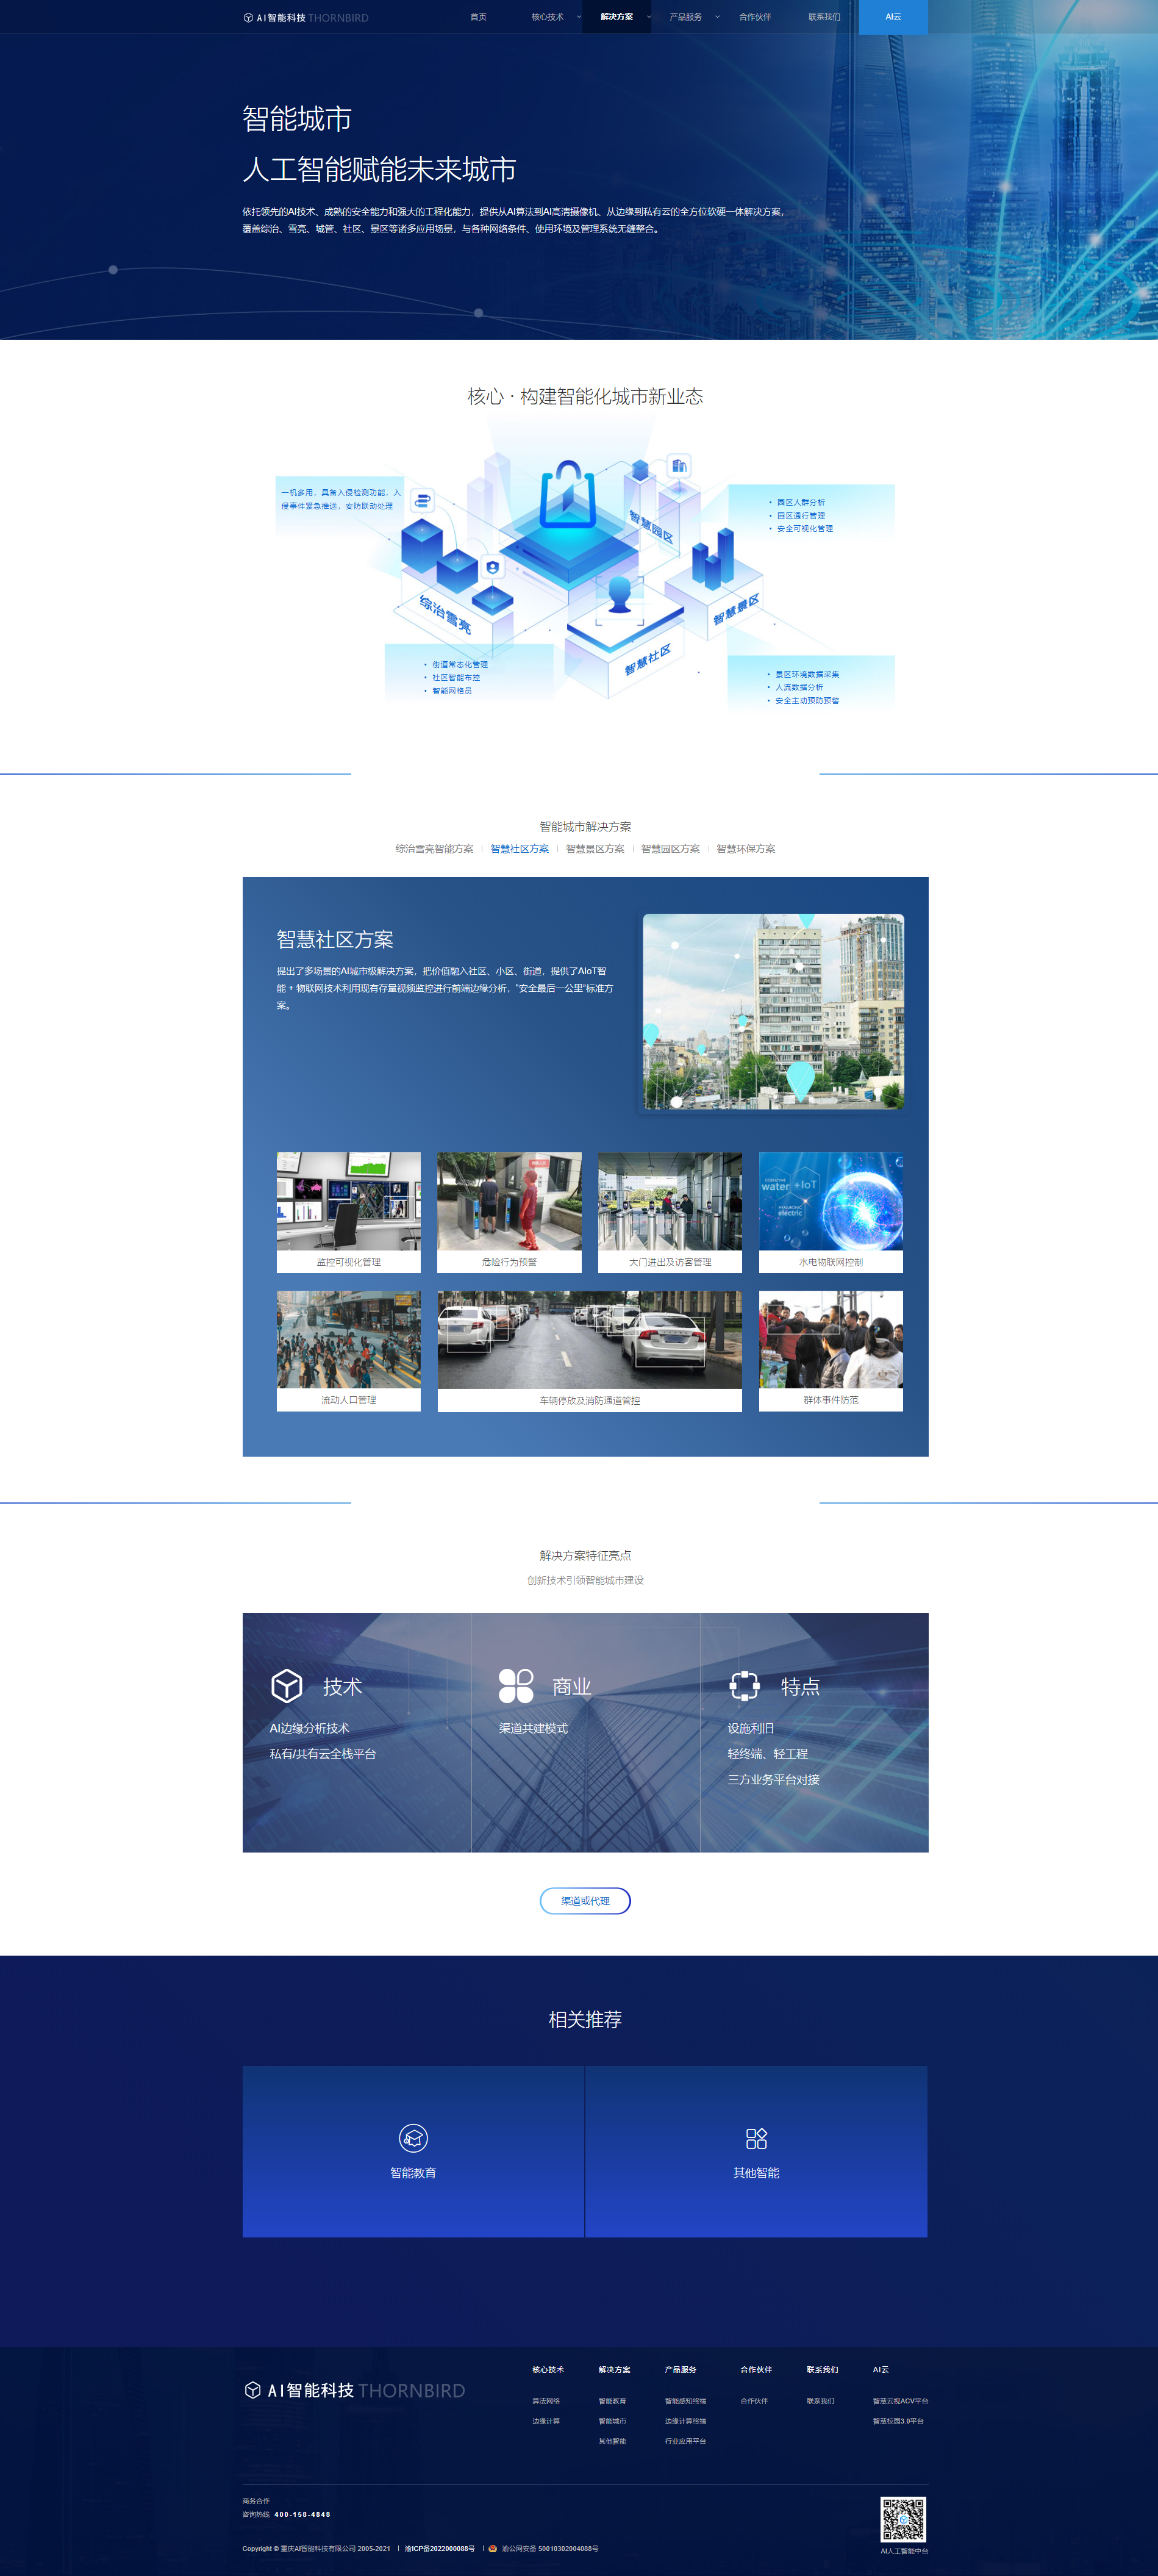 AI智能科技 THORNBIRD
首页
核心技术
解决方案
产品服务
合作伙伴
联系我们
AI云
智能城市
人工智能赋能未来城市
依托领先的AI技术、成熟的安全能力和强大的工程化能力，提供从AI算法到AI高清摄像机、从边缘到私有云的全方位软硬一体解决方案，
覆盖综治、雪亮、城管、社区、景区等诸多应用场景，与各种网络条件、使用环境及管理系统无缝整合。
核心 · 构建智能化城市新业态
一机多用，具备入侵检测功能，入
侵事件紧急推送，安防联动处理
• 园区人群分析
• 园区通行管理
• 安全可视化管理
智慧园区
综治雪亮
智慧景区
智慧社区
• 街道常态化管理
• 社区智能布控
• 智能网格员
• 景区环境数据采集
• 人流数据分析
• 安全主动预防预警
智能城市解决方案
综治雪亮智能方案 | 智慧社区方案 | 智慧景区方案 | 智慧园区方案 | 智慧环保方案
智慧社区方案
提出了多场景的AI城市级解决方案，把价值融入社区、小区、街道，提供了AIoT智
能 + 物联网技术利用现有存量视频监控进行前端边缘分析，"安全最后一公里"标准方
案。
water + IoT
electric
监控可视化管理
危险行为预警
大门进出及访客管理
水电物联网控制
流动人口管理
车辆停放及消防通道管控
群体事件防范
解决方案特征亮点
创新技术引领智能城市建设
技术
AI边缘分析技术
私有/共有云全栈平台
商业
渠道共建模式
特点
设施利旧
轻终端、轻工程
三方业务平台对接
渠道或代理
相关推荐
智能教育
其他智能
AI智能科技 THORNBIRD
核心技术
算法网络
边缘计算
解决方案
智能教育
智能城市
其他智能
产品服务
智能感知终端
边缘计算终端
行业应用平台
合作伙伴
合作伙伴
联系我们
联系我们
AI云
智慧云视ACV平台
智慧校园3.0平台
商务合作
咨询热线 400-158-4848
AI人工智能中台
Copyright © 重庆AI智能科技有限公司 2005-2021 | 渝ICP备2022000088号 | 渝公网安备 50010302004088号